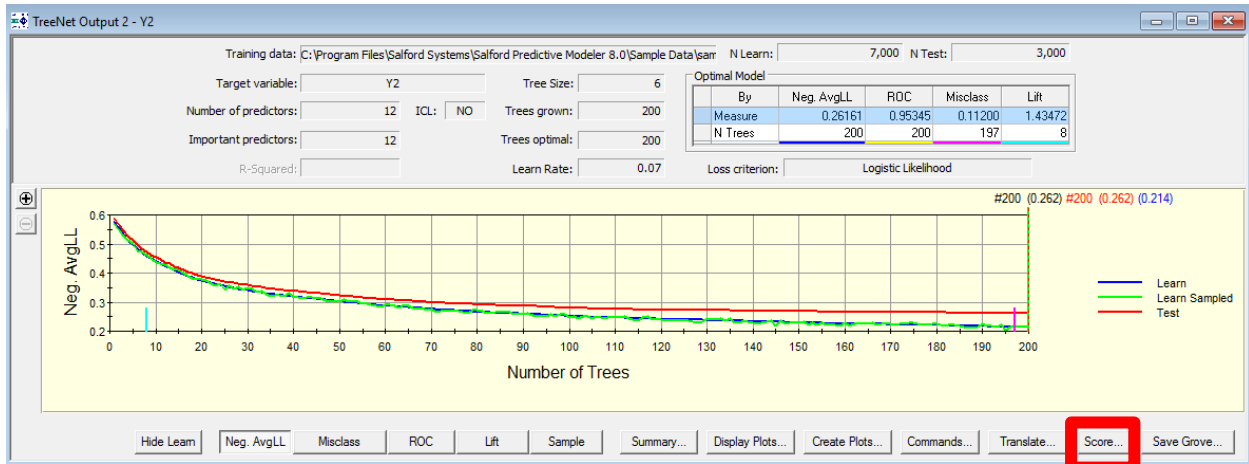 TreeNet Output 2 - Y2
Training data: C:\Program Files\Salford Systems\Salford Predictive Modeler 8.0\Sample Data\sam N Learn: 7,000 N Test: 3,000
Target variable: Y2 Tree Size: 6 Optimal Model
By Neg. AvgLL ROC Misclass Lift
Number of predictors: 12 ICL: NO Trees grown: 200
Measure 0.26161 0.95345 0.11200 1.43472
N Trees 200 200 197 8
Important predictors: 12 Trees optimal: 200
R-Squared: Learn Rate: 0.07 Loss criterion: Logistic Likelihood
#200 (0.262) #200 (0.262) (0.214)
Neg. AvgLL
0.6
0.5
0.4
0.3
0.2
0 10 20 30 40 50 60 70 80 90 100 110 120 130 140 150 160 170 180 190 200
Number of Trees
Learn
Learn Sampled
Test
Hide Learn Neg. AvgLL Misclass ROC Lift Sample Summary... Display Plots... Create Plots... Commands... Translate... Score... Save Grove...